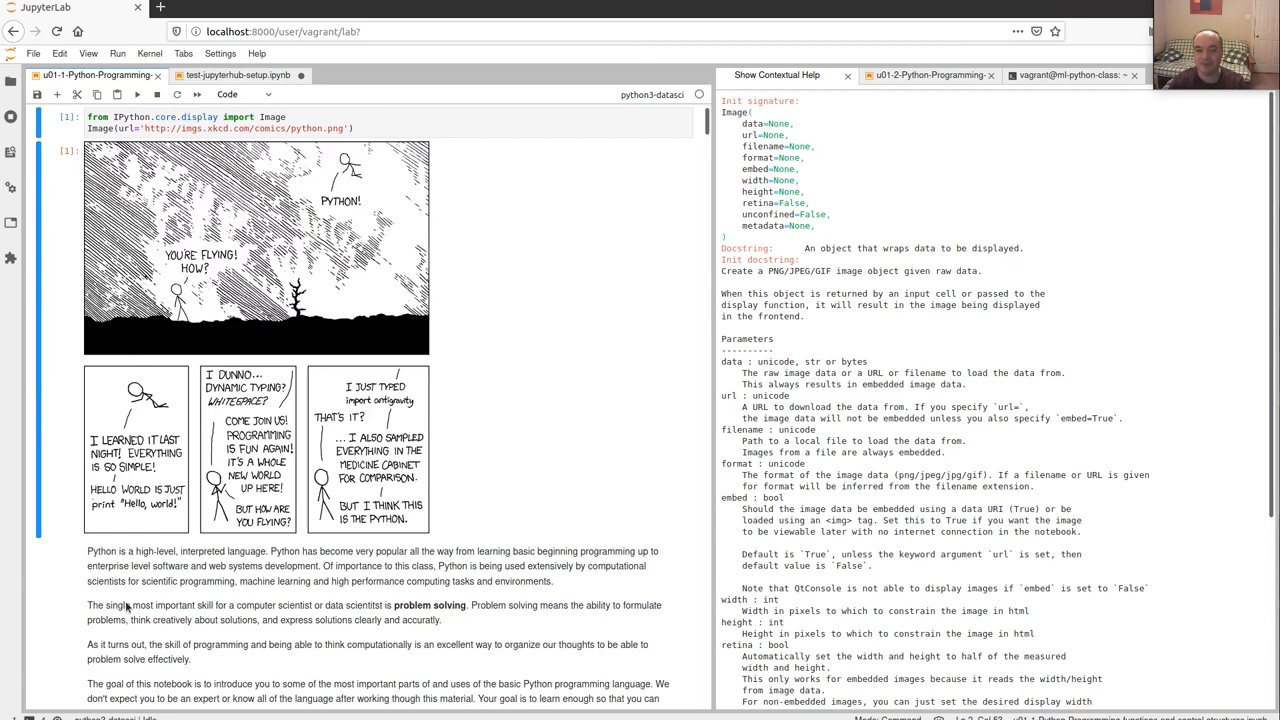 JupyterLab
localhost:8000/user/vagrant/lab?
File Edit View Run Kernel Tabs Settings Help
u01-1-Python-Programming-
test-jupyterhub-setup.ipynb
Show Contextual Help
u01-2-Python-Programming-
vagrant@ml-python-class: ~
Code
python3-datasci
[1]: from IPython.core.display import Image
Image(url='http://imgs.xkcd.com/comics/python.png')
[1]:
PYTHON!
YOU'RE FLYING!
HOW?
I LEARNED IT LAST
NIGHT! EVERYTHING
IS SO SIMPLE!
HELLO WORLD IS JUST
print "Hello, world!"
I DUNNO...
DYNAMIC TYPING?
WHITESPACE?
COME JOIN US!
PROGRAMMING
IS FUN AGAIN!
IT'S A WHOLE
NEW WORLD
UP HERE!
BUT HOW ARE
YOU FLYING?
I JUST TYPED
import antigravity
THAT'S IT?
... I ALSO SAMPLED
EVERYTHING IN THE
MEDICINE CABINET
FOR COMPARISON.
BUT I THINK THIS
IS THE PYTHON.
Python is a high-level, interpreted language. Python has become very popular all the way from learning basic beginning programming up to
enterprise level software and web systems development. Of importance to this class, Python is being used extensively by computational
scientists for scientific programming, machine learning and high performance computing tasks and environments.
The single most important skill for a computer scientist or data scientitst is problem solving. Problem solving means the ability to formulate
problems, think creatively about solutions, and express solutions clearly and accuratly.
As it turns out, the skill of programming and being able to think computationally is an excellent way to organize our thoughts to be able to
problem solve effectively.
The goal of this notebook is to introduce you to some of the most important parts of and uses of the basic Python programming language. We
don't expect you to be an expert or know all of the language after working though this material. Your goal is to learn enough so that you can
Init signature:
Image(
data=None,
url=None,
filename=None,
format=None,
embed=None,
width=None,
height=None,
retina=False,
unconfined=False,
metadata=None,
)
Docstring: An object that wraps data to be displayed.
Init docstring:
Create a PNG/JPEG/GIF image object given raw data.
When this object is returned by an input cell or passed to the
display function, it will result in the image being displayed
in the frontend.
Parameters
----------
data : unicode, str or bytes
The raw image data or a URL or filename to load the data from.
This always results in embedded image data.
url : unicode
A URL to download the data from. If you specify `url=`,
the image data will not be embedded unless you also specify `embed=True`.
filename : unicode
Path to a local file to load the data from.
Images from a file are always embedded.
format : unicode
The format of the image data (png/jpeg/jpg/gif). If a filename or URL is given
for format will be inferred from the filename extension.
embed : bool
Should the image data be embedded using a data URI (True) or be
loaded using an <img> tag. Set this to True if you want the image
to be viewable later with no internet connection in the notebook.
Default is `True`, unless the keyword argument `url` is set, then
default value is `False`.
Note that QtConsole is not able to display images if `embed` is set to `False`
width : int
Width in pixels to which to constrain the image in html
height : int
Height in pixels to which to constrain the image in html
retina : bool
Automatically set the width and height to half of the measured
width and height.
This only works for embedded images because it reads the width/height
from image data.
For non-embedded images, you can just set the desired display width